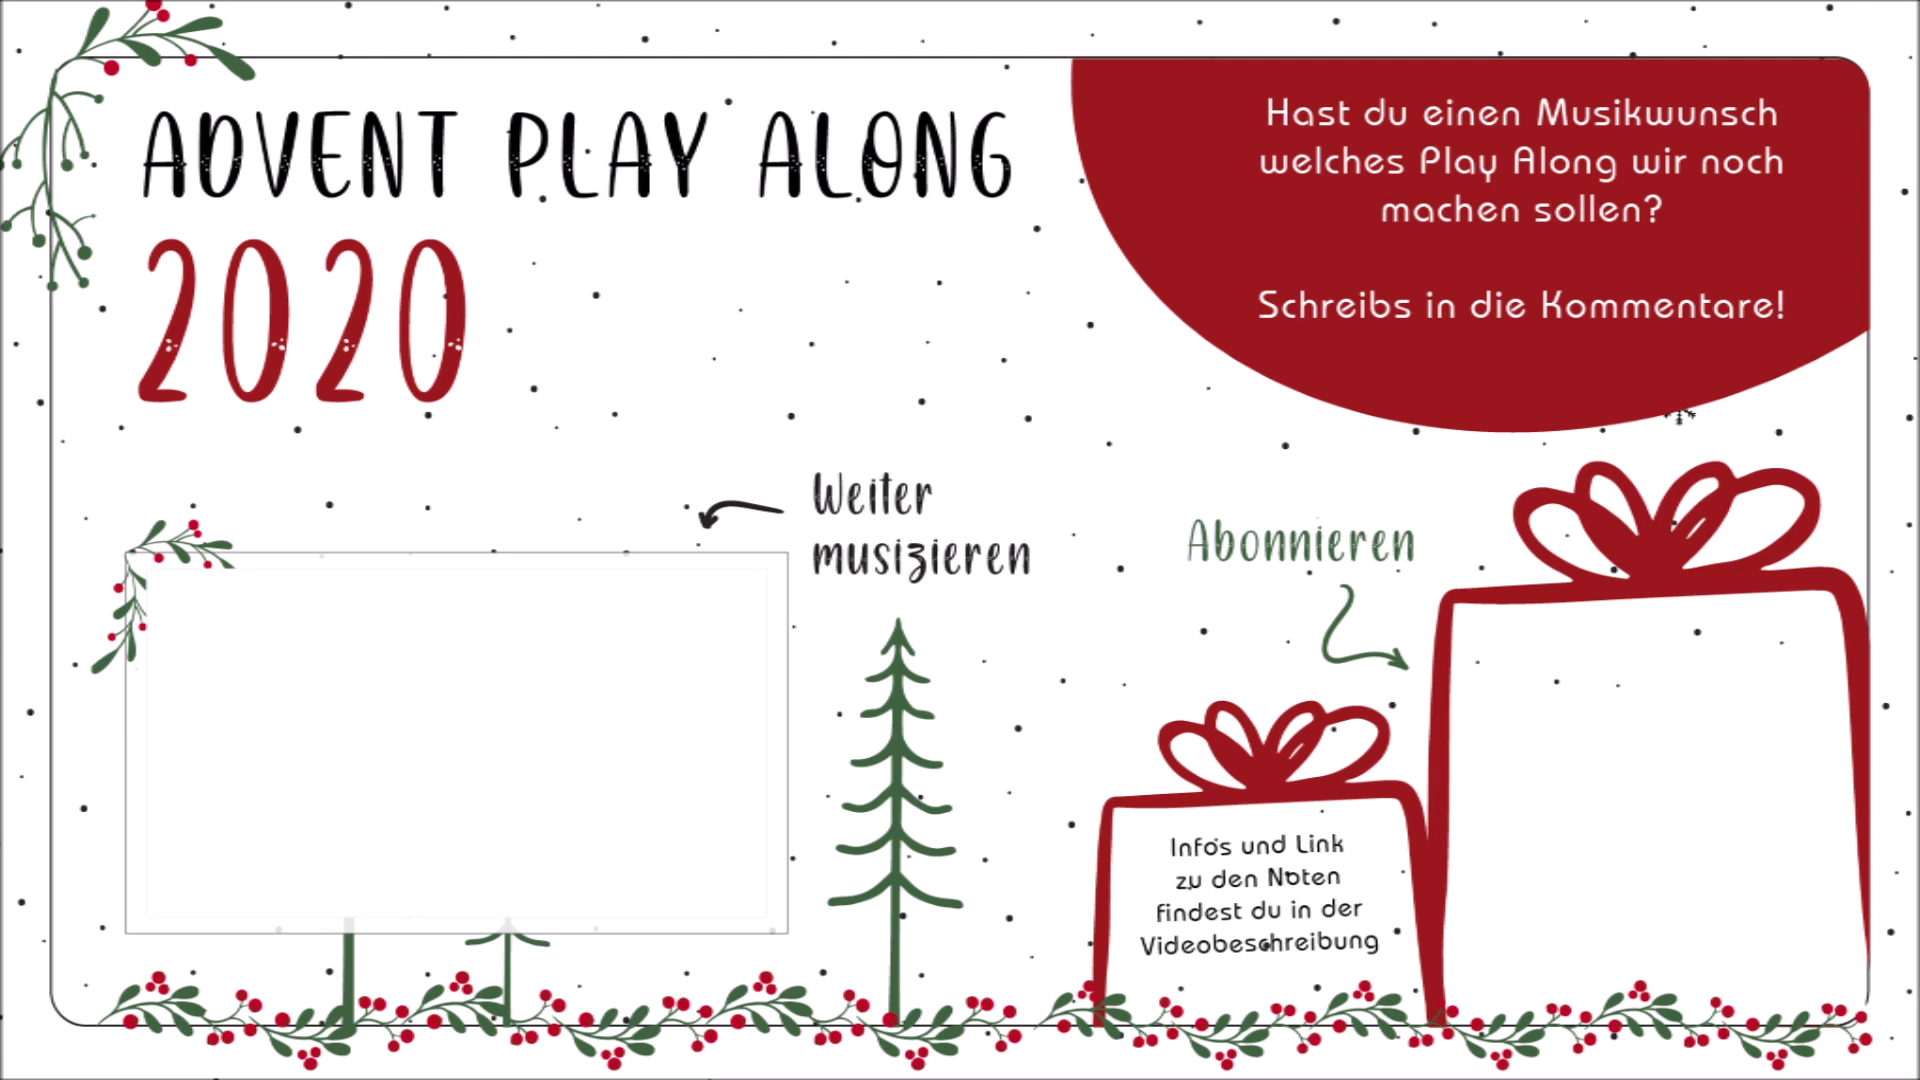 ADVENT PLAY ALONG
2020
Hast du einen Musikwunsch
welches Play Along wir noch
machen sollen?
Schreibs in die Kommentare!
Weiter
musizieren
Abonnieren
Infos und Link
zu den Noten
findest du in der
Videobeschreibung